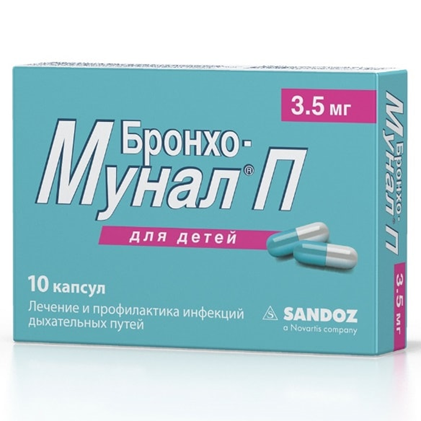 3.5 мг
Бронхо-
Мунал® П
для детей
10 капсул
Лечение и профилактика инфекций
дыхательных путей
SANDOZ
a Novartis company
Бронхо-
Мунал П
3.5 мг